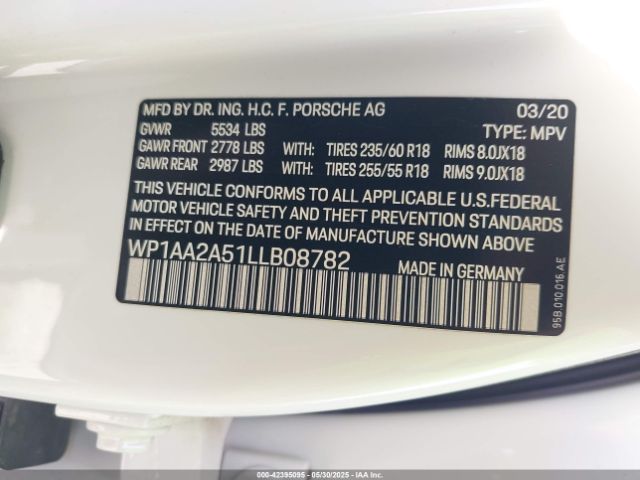 MFD BY DR. ING. H.C. F. PORSCHE AG 03/20
GVWR 5534 LBS TYPE: MPV
GAWR FRONT 2778 LBS WITH: TIRES 235/60 R18 RIMS 8.0JX18
GAWR REAR 2987 LBS WITH: TIRES 255/55 R18 RIMS 9.0JX18
THIS VEHICLE CONFORMS TO ALL APPLICABLE U.S.FEDERAL
MOTOR VEHICLE SAFETY AND THEFT PREVENTION STANDARDS
IN EFFECT ON THE DATE OF MANUFACTURE SHOWN ABOVE
WP1AA2A51LLB08782 MADE IN GERMANY
95B.010.016.AE
000-42395095 - 05/30/2025 - IAAI.COM